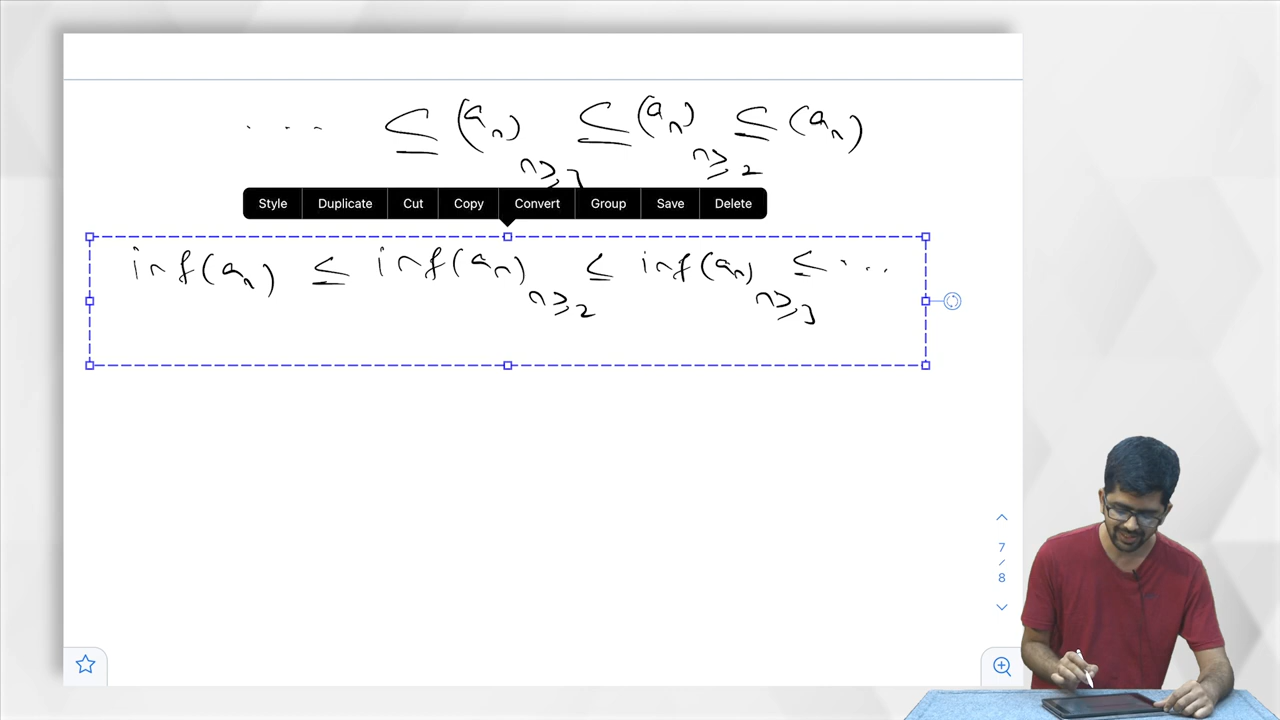 ... ⊆ (aₙ) ⊆ (aₙ) ⊆ (aₙ)
n≥3 n≥2
Style Duplicate Cut Copy Convert Group Save Delete
inf(aₙ) ≤ inf(aₙ) ≤ inf(aₙ) ≤ ...
n≥2 n≥3
7
/
8